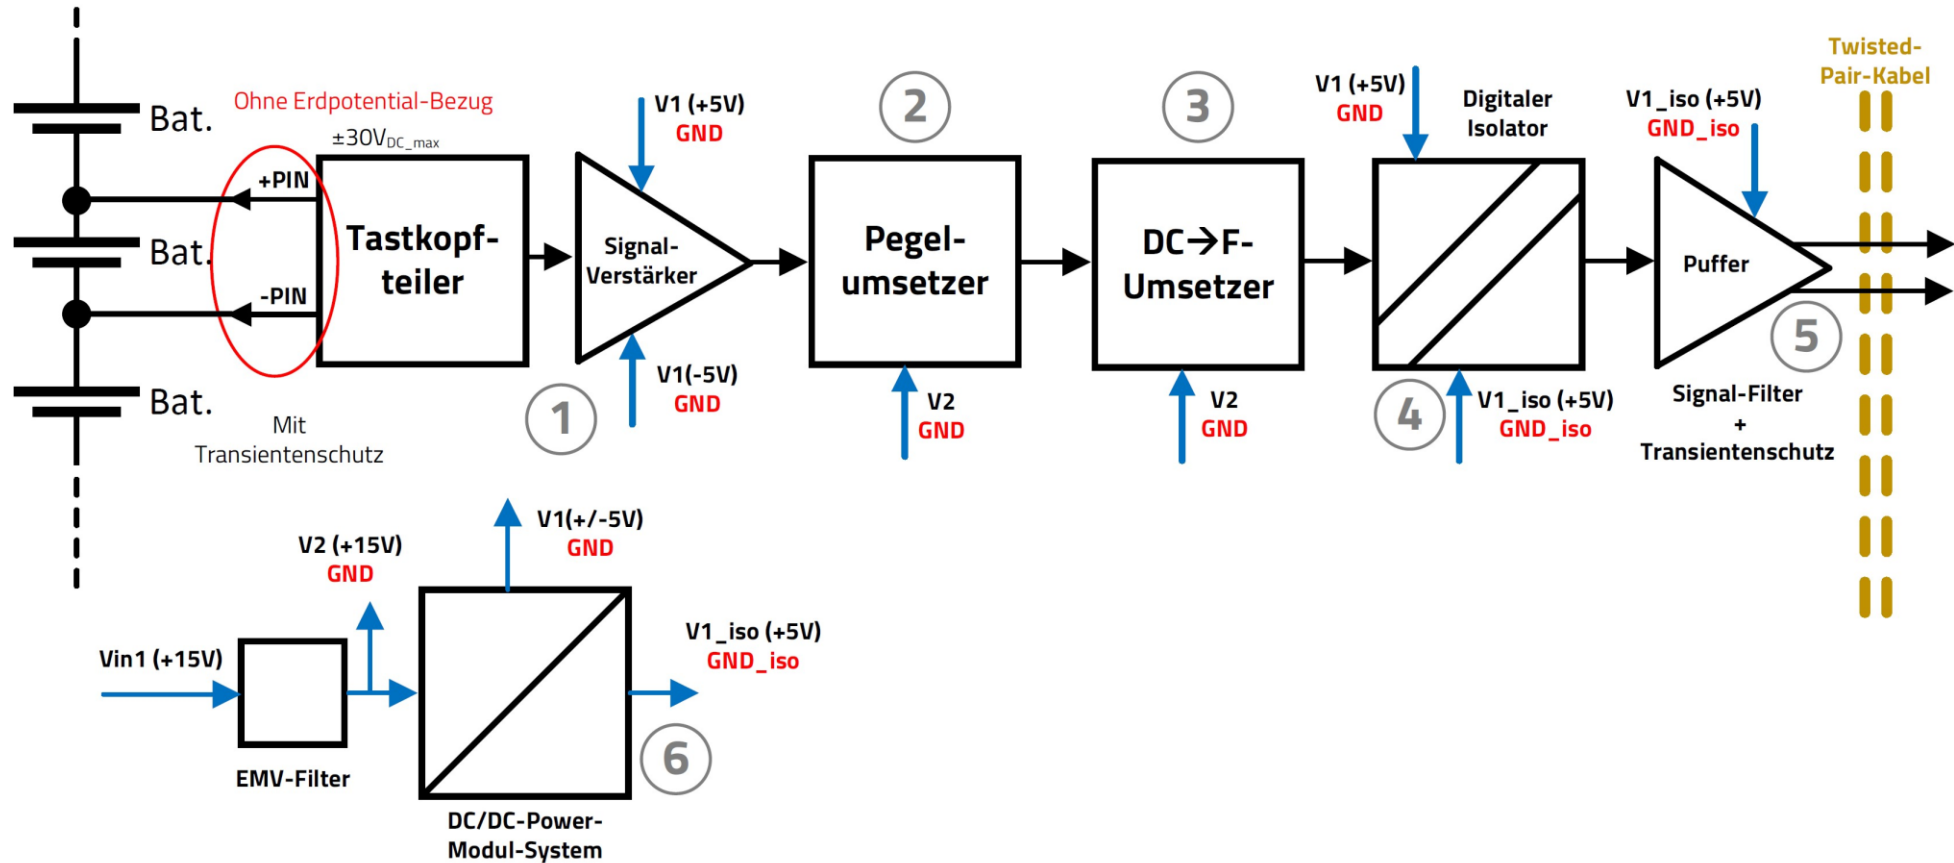 Bat.
Bat.
Bat.
Ohne Erdpotential-Bezug
±30V_DC_max
+PIN
-PIN
Tastkopf-
teiler
Mit
Transientenschutz
V1 (+5V)
GND
Signal-
Verstärker
V1(-5V)
GND
1
2
Pegel-
umsetzer
V2
GND
3
DC→F-
Umsetzer
V2
GND
V1 (+5V)
GND
Digitaler
Isolator
4
V1_iso (+5V)
GND_iso
V1_iso (+5V)
GND_iso
Puffer
5
Signal-Filter
+
Transientenschutz
Twisted-
Pair-Kabel
Vin1 (+15V)
EMV-Filter
V2 (+15V)
GND
V1(+/-5V)
GND
V1_iso (+5V)
GND_iso
6
DC/DC-Power-
Modul-System